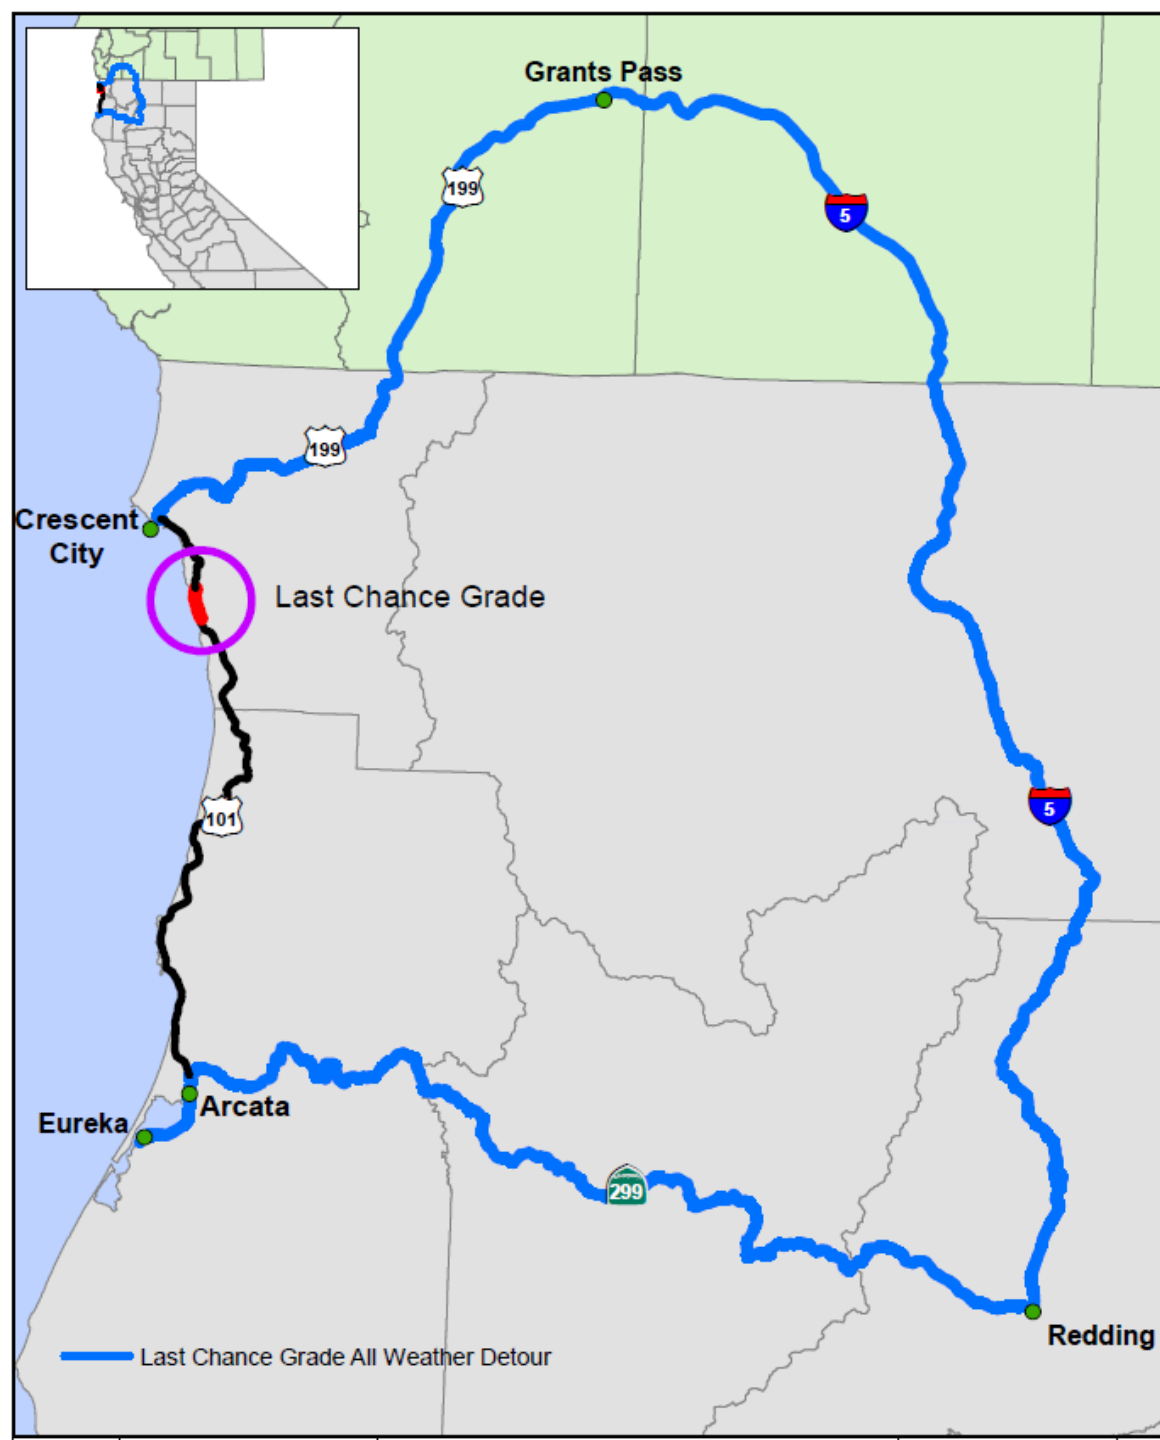 Grants Pass
199
5
199
Crescent
City
Last Chance Grade
101
5
Arcata
Eureka
299
Redding
Last Chance Grade All Weather Detour